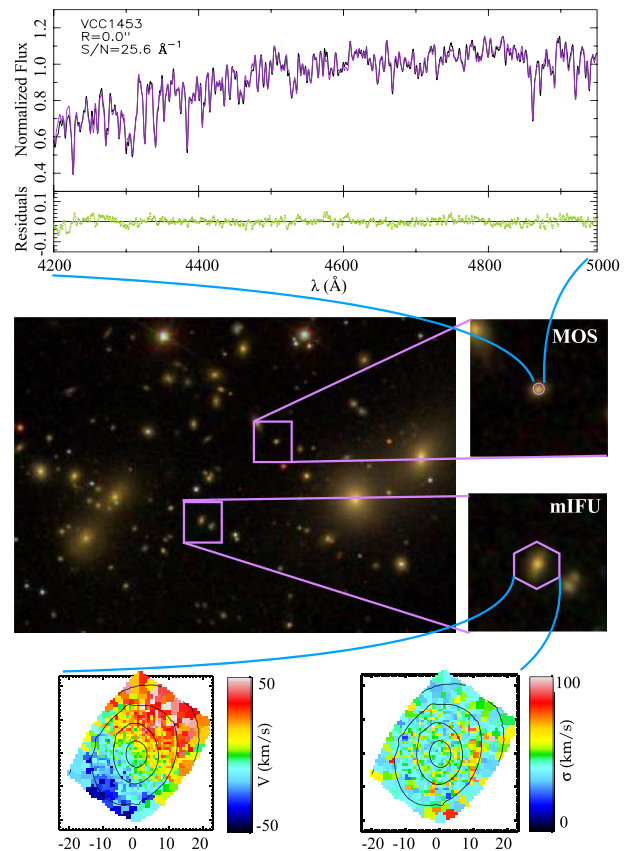 VCC1453
R=0.0"
S/N=25.6 Å⁻¹
Normalized Flux
1.2
1.0
0.8
0.6
0.4
Residuals
-0.1 0 0.1
4200 4400 4600 4800 5000
λ (Å)
MOS
mIFU
50
V (km/s)
-50
-20 -10 0 10 20
100
σ (km/s)
0
-20 -10 0 10 20